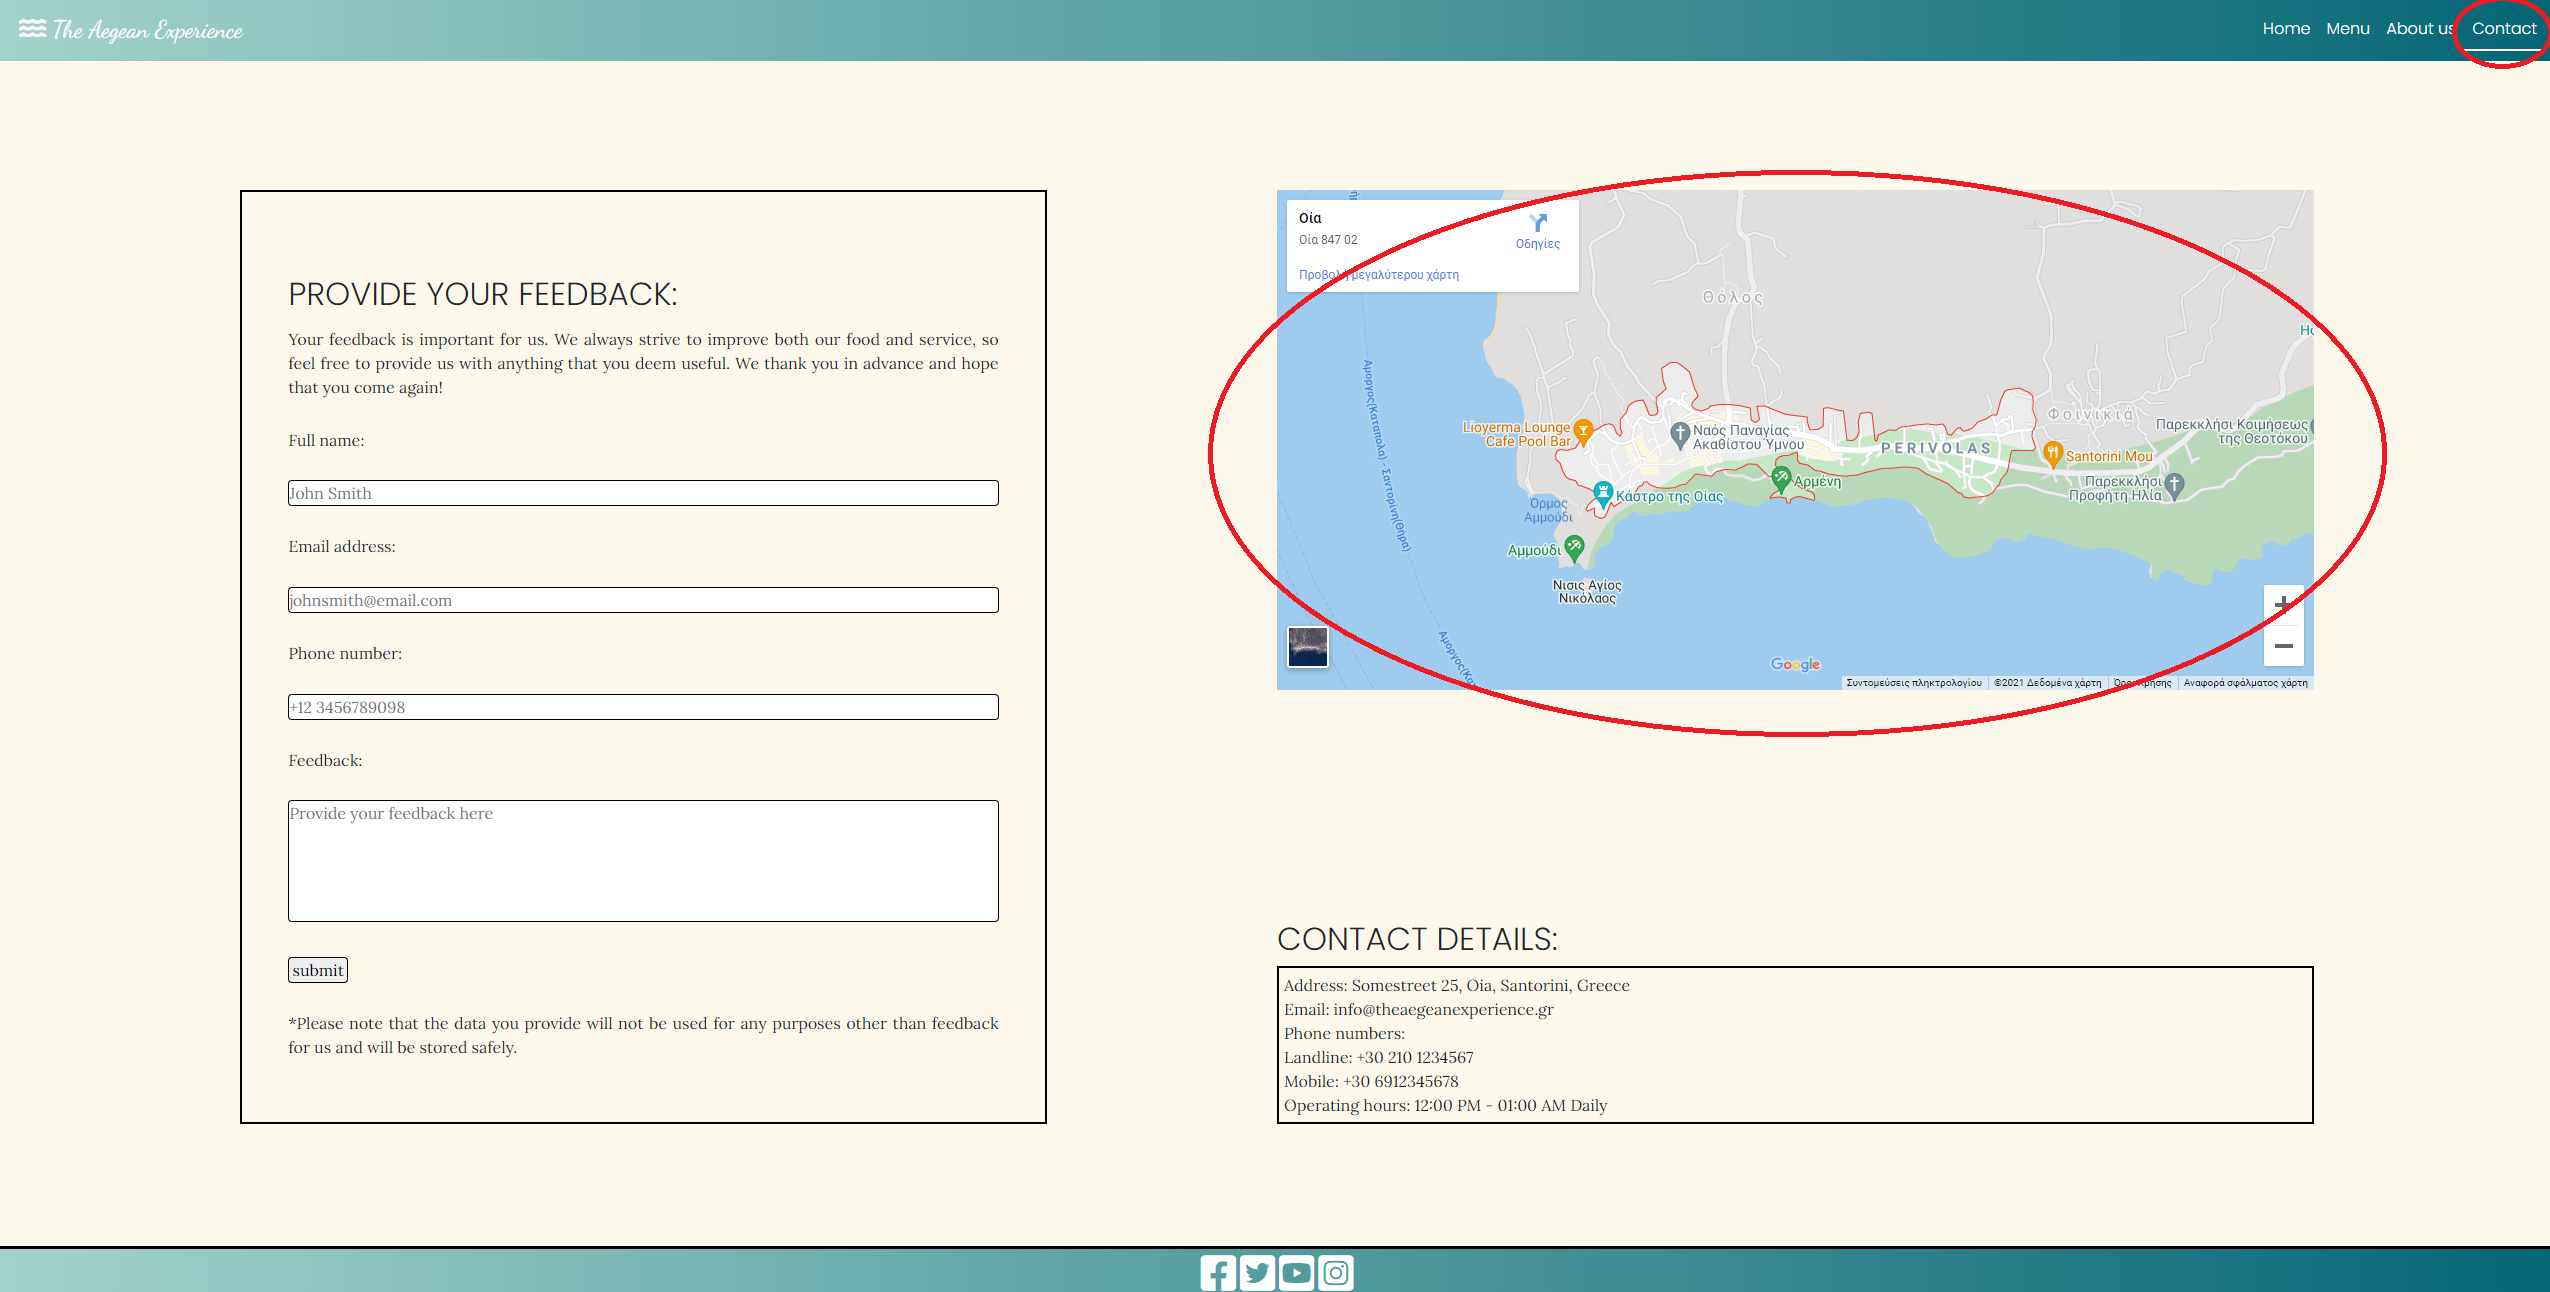 The Aegean Experience
Home Menu About us Contact
PROVIDE YOUR FEEDBACK:
Your feedback is important for us. We always strive to improve both our food and service, so
feel free to provide us with anything that you deem useful. We thank you in advance and hope
that you come again!
Full name:
John Smith
Email address:
johnsmith@email.com
Phone number:
+12 3456789098
Feedback:
Provide your feedback here
submit
*Please note that the data you provide will not be used for any purposes other than feedback
for us and will be stored safely.
Οία
Οία 847 02
Οδηγίες
Προβολή μεγαλύτερου χάρτη
Θόλος
Αμοργος(Καταπολα) - Σαντορίνη(Θήρα)
Lioyerma Lounge
Cafe Pool Bar
Ναός Παναγίας
Ακαθίστου Ύμνου
PERIVOLAS
Φοινικιά
Παρεκκλήσι Κοιμήσεως
της Θεοτόκου
Santorini Mou
Παρεκκλήσι
Προφήτη Ηλία
Αρμένη
Κάστρο της Οίας
Όρμος
Αμμούδι
Αμμούδι
Νισις Αγίος
Νικόλαος
Google
Συντομεύσεις πληκτρολογίου
©2021 Δεδομένα χάρτη
Όροι Χρήσης
Αναφορά σφάλματος χάρτη
CONTACT DETAILS:
Address: Somestreet 25, Oia, Santorini, Greece
Email: info@theaegeanexperience.gr
Phone numbers:
Landline: +30 210 1234567
Mobile: +30 6912345678
Operating hours: 12:00 PM - 01:00 AM Daily